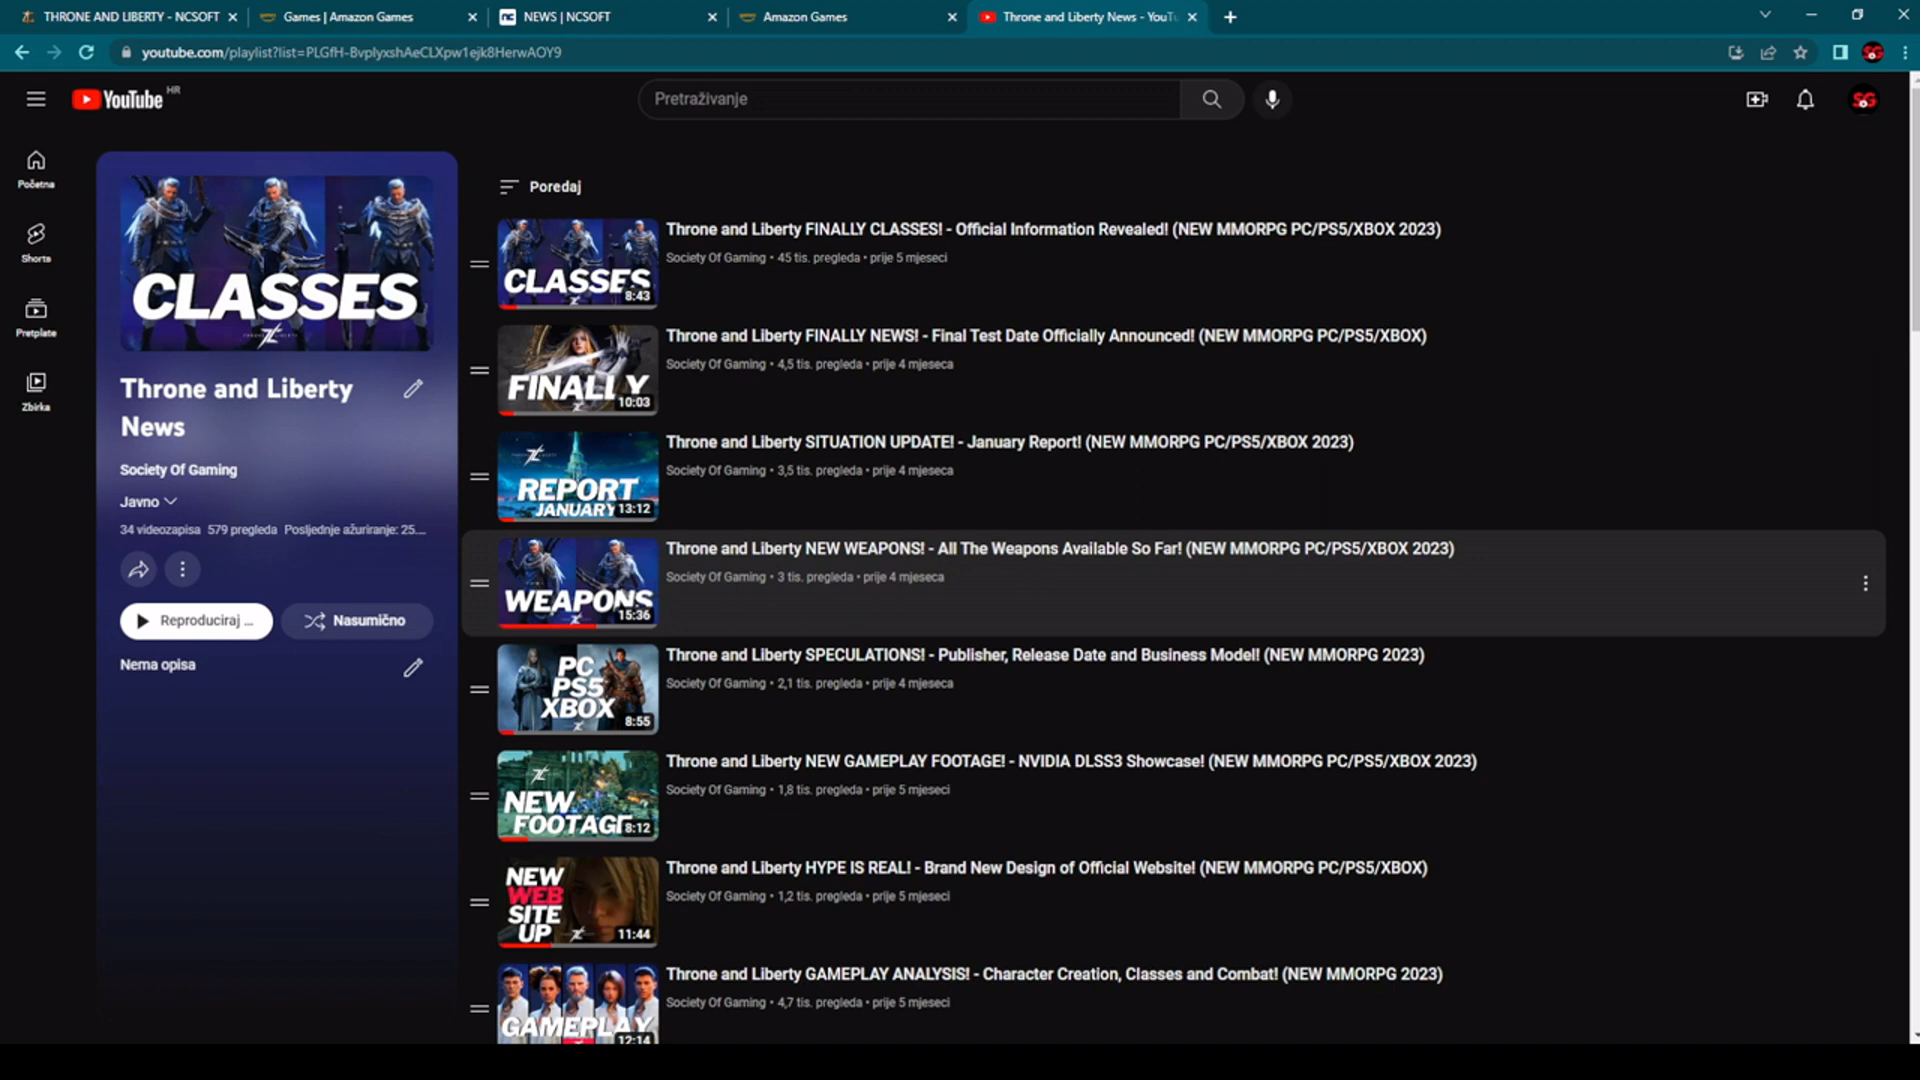 THRONE AND LIBERTY - NCSOFT
Games | Amazon Games
NEWS | NCSOFT
Amazon Games
Throne and Liberty News - YouTu
youtube.com/playlist?list=PLGfH-BvplyxshAeCLXpw1ejk8HerwAOY9
YouTube HR
Pretraživanje
SG
Početna
Shorts
Pretplate
Zbirka
CLASSES
Throne and Liberty
News
Society Of Gaming
Javno
34 videozapisa 579 pregleda Posljednje ažuriranje: 25....
Reproduciraj ...
Nasumično
Nema opisa
Poredaj
CLASSES
8:43
Throne and Liberty FINALLY CLASSES! - Official Information Revealed! (NEW MMORPG PC/PS5/XBOX 2023)
Society Of Gaming • 45 tis. pregleda • prije 5 mjeseci
FINALLY
10:03
Throne and Liberty FINALLY NEWS! - Final Test Date Officially Announced! (NEW MMORPG PC/PS5/XBOX)
Society Of Gaming • 4,5 tis. pregleda • prije 4 mjeseca
REPORT
JANUARY
13:12
Throne and Liberty SITUATION UPDATE! - January Report! (NEW MMORPG PC/PS5/XBOX 2023)
Society Of Gaming • 3,5 tis. pregleda • prije 4 mjeseca
WEAPONS
15:36
Throne and Liberty NEW WEAPONS! - All The Weapons Available So Far! (NEW MMORPG PC/PS5/XBOX 2023)
Society Of Gaming • 3 tis. pregleda • prije 4 mjeseca
PC
PS5
XBOX
8:55
Throne and Liberty SPECULATIONS! - Publisher, Release Date and Business Model! (NEW MMORPG 2023)
Society Of Gaming • 2,1 tis. pregleda • prije 4 mjeseca
NEW
FOOTAGE
8:12
Throne and Liberty NEW GAMEPLAY FOOTAGE! - NVIDIA DLSS3 Showcase! (NEW MMORPG PC/PS5/XBOX 2023)
Society Of Gaming • 1,8 tis. pregleda • prije 5 mjeseci
NEW
WEB
SITE
UP
11:44
Throne and Liberty HYPE IS REAL! - Brand New Design of Official Website! (NEW MMORPG PC/PS5/XBOX)
Society Of Gaming • 1,2 tis. pregleda • prije 5 mjeseci
GAMEPLAY
12:14
Throne and Liberty GAMEPLAY ANALYSIS! - Character Creation, Classes and Combat! (NEW MMORPG 2023)
Society Of Gaming • 4,7 tis. pregleda • prije 5 mjeseci